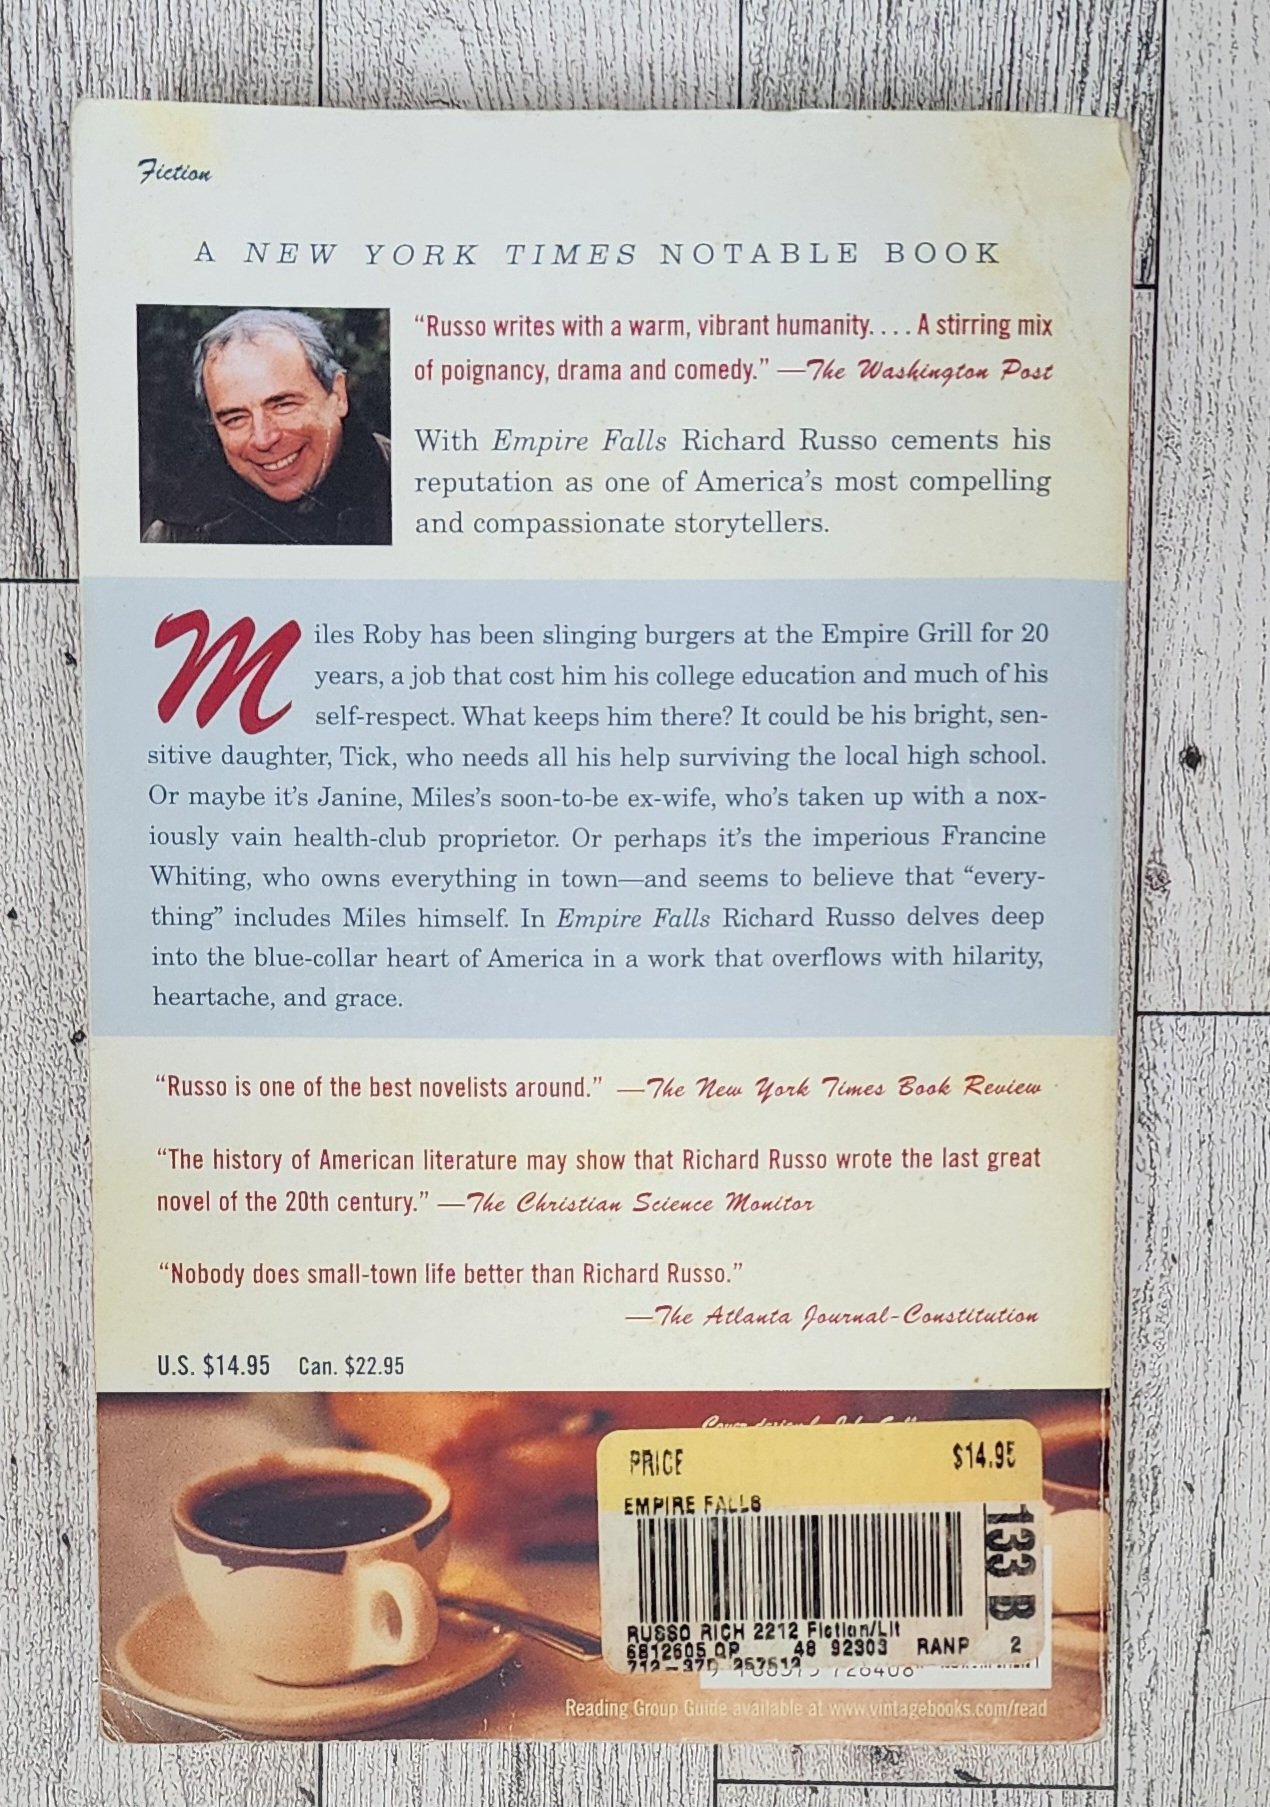 Fiction
A NEW YORK TIMES NOTABLE BOOK
“Russo writes with a warm, vibrant humanity. . . . A stirring mix
of poignancy, drama and comedy.” —The Washington Post
With Empire Falls Richard Russo cements his
reputation as one of America’s most compelling
and compassionate storytellers.
Miles Roby has been slinging burgers at the Empire Grill for 20
years, a job that cost him his college education and much of his
self-respect. What keeps him there? It could be his bright, sen-
sitive daughter, Tick, who needs all his help surviving the local high school.
Or maybe it’s Janine, Miles’s soon-to-be ex-wife, who’s taken up with a nox-
iously vain health-club proprietor. Or perhaps it’s the imperious Francine
Whiting, who owns everything in town—and seems to believe that “every-
thing” includes Miles himself. In Empire Falls Richard Russo delves deep
into the blue-collar heart of America in a work that overflows with hilarity,
heartache, and grace.
“Russo is one of the best novelists around.” —The New York Times Book Review
“The history of American literature may show that Richard Russo wrote the last great
novel of the 20th century.” —The Christian Science Monitor
“Nobody does small-town life better than Richard Russo.”
—The Atlanta Journal-Constitution
U.S. $14.95 Can. $22.95
PRICE $14.95
EMPIRE FALLS
133 B
RUSSO RICH 2212 Fiction/Lit
6812605 QP 48 92303 RANP 2
Reading Group Guide available at www.vintagebooks.com/read